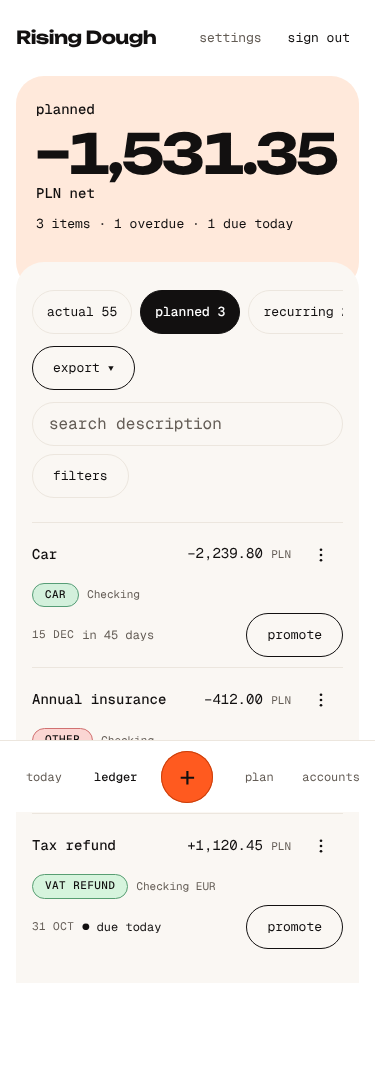 Rising Dough settings sign out
planned
−1,531.35
PLN net
3 items · 1 overdue · 1 due today
actual 55 planned 3 recurring
export ▾
search description
filters
Car −2,239.80 PLN
CAR Checking
15 DEC in 45 days promote
Annual insurance −412.00 PLN
OTHER Checking
today ledger + plan accounts
Tax refund +1,120.45 PLN
VAT REFUND Checking EUR
31 OCT ● due today promote